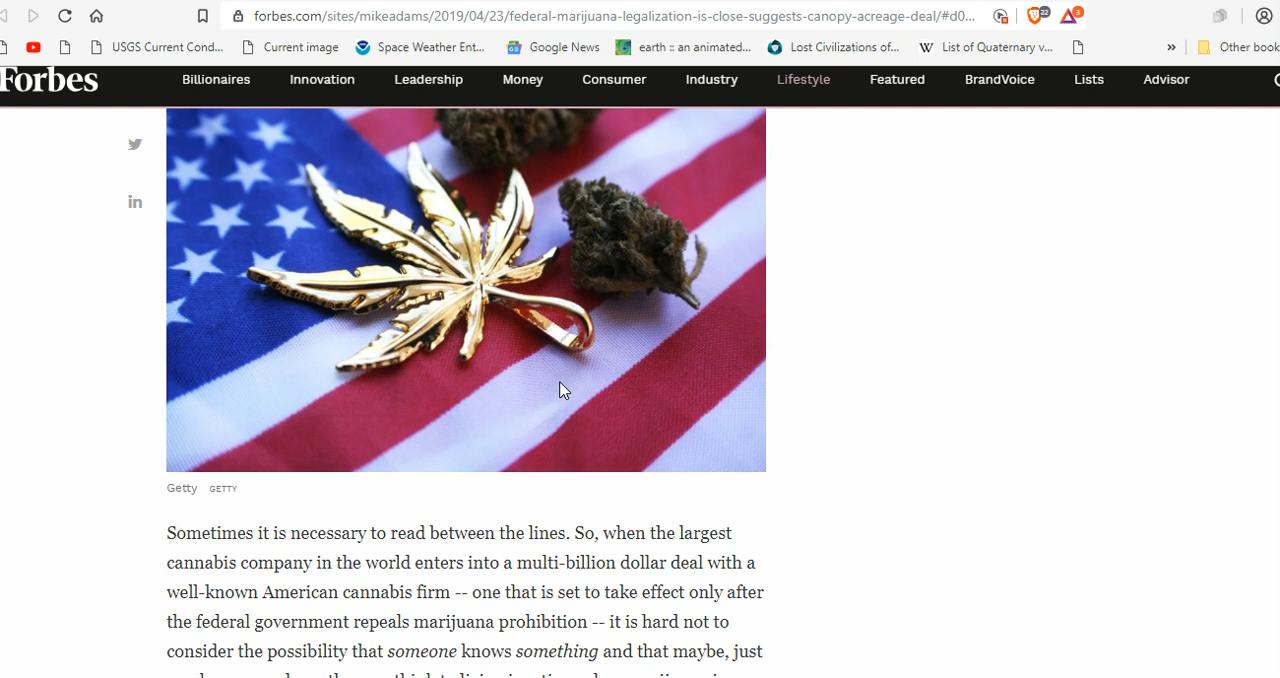 forbes.com/sites/mikeadams/2019/04/23/federal-marijuana-legalization-is-close-suggests-canopy-acreage-deal/#d0...
22
3
USGS Current Cond...
Current image
Space Weather Ent...
Google News
earth :: an animated...
Lost Civilizations of...
W
List of Quaternary v...
»
Other book
Forbes
Billionaires
Innovation
Leadership
Money
Consumer
Industry
Lifestyle
Featured
BrandVoice
Lists
Advisor
in
Getty GETTY
Sometimes it is necessary to read between the lines. So, when the largest
cannabis company in the world enters into a multi-billion dollar deal with a
well-known American cannabis firm -- one that is set to take effect only after
the federal government repeals marijuana prohibition -- it is hard not to
consider the possibility that someone knows something and that maybe, just